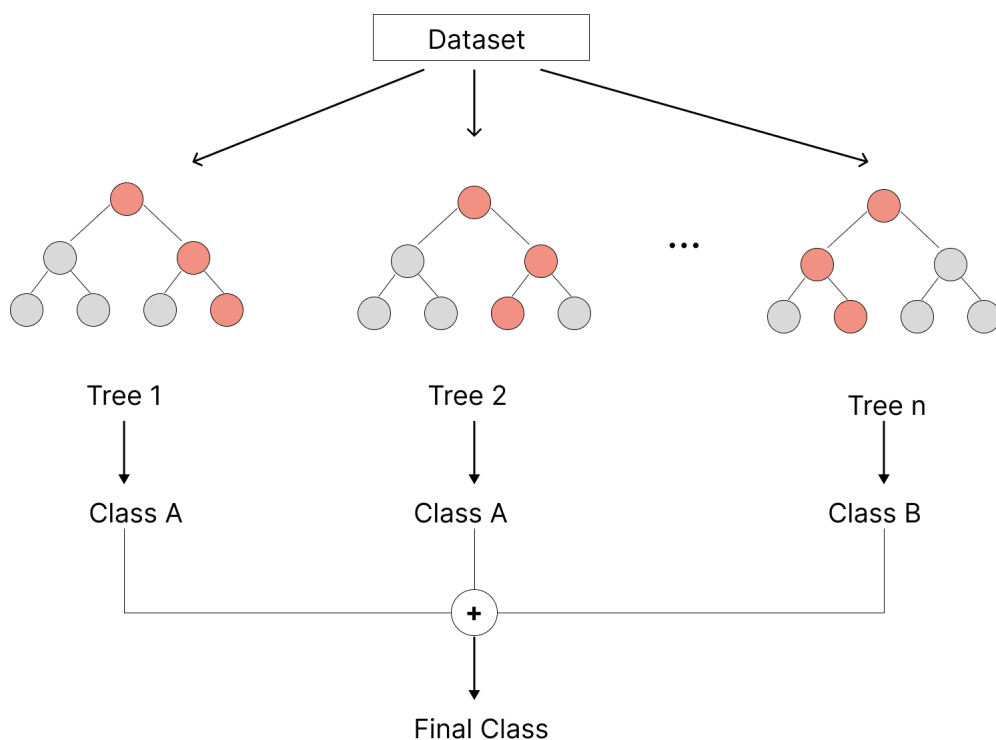 Dataset
...
Tree 1
Tree 2
Tree n
Class A
Class A
Class B
+
Final Class